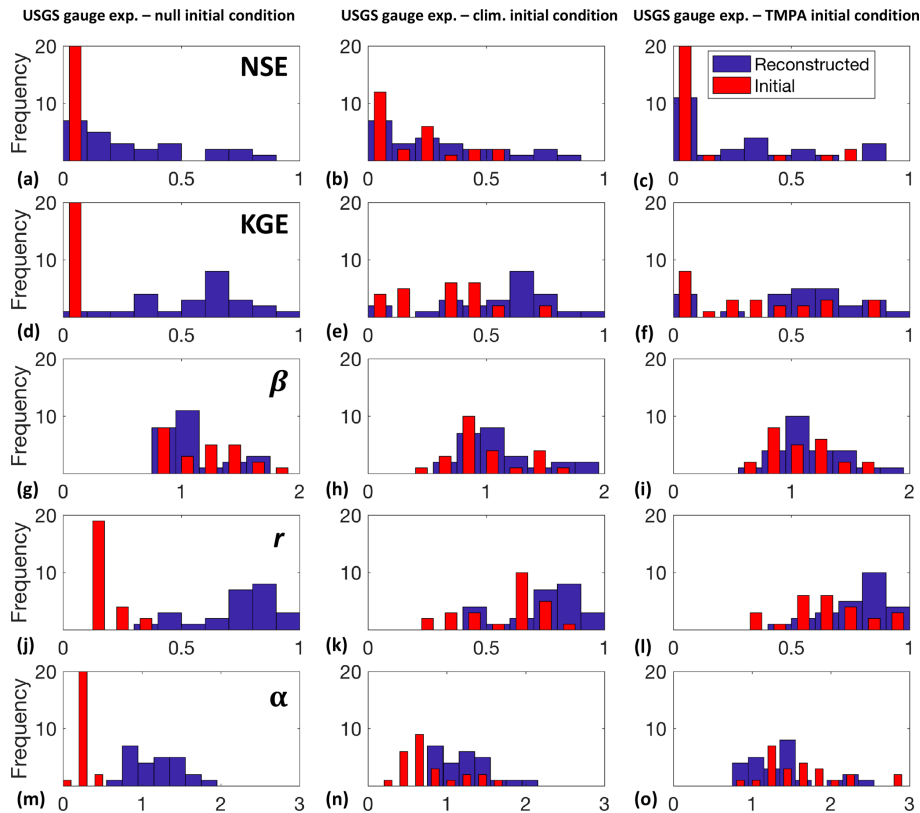 USGS gauge exp. – null initial condition
USGS gauge exp. – clim. initial condition
USGS gauge exp. – TMPA initial condition
Frequency
20
10
NSE
(a)
0
0.5
1
20
10
(b)
0
0.5
1
20
10
Reconstructed
Initial
(c)
0
0.5
1
Frequency
20
10
KGE
(d)
0
0.5
1
20
10
(e)
0
0.5
1
20
10
(f)
0
0.5
1
Frequency
20
10
β
(g)
0
1
2
20
10
(h)
0
1
2
20
10
(i)
0
1
2
Frequency
20
10
r
(j)
0
0.5
1
20
10
(k)
0
0.5
1
20
10
(l)
0
0.5
1
Frequency
20
10
α
(m)
0
1
2
3
20
10
(n)
0
1
2
3
20
10
(o)
0
1
2
3